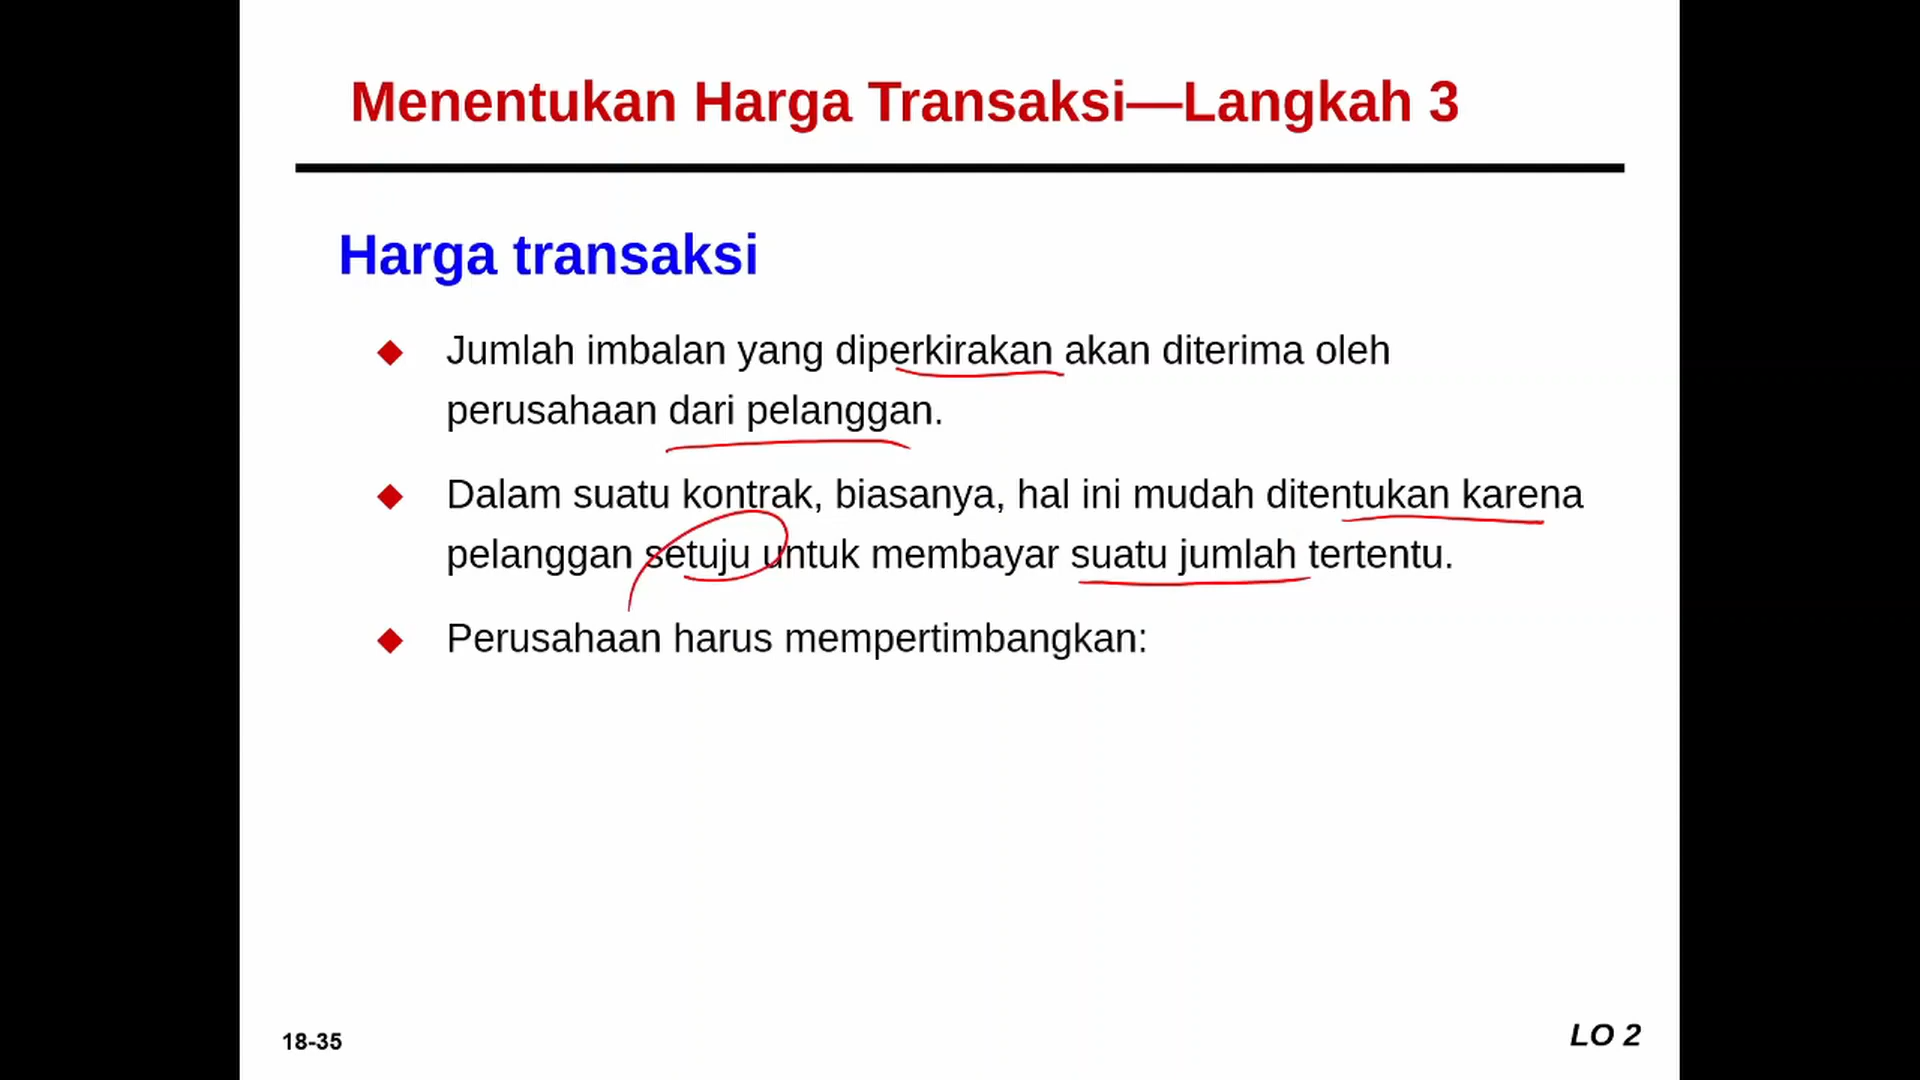 Menentukan Harga Transaksi—Langkah 3
Harga transaksi
Jumlah imbalan yang diperkirakan akan diterima oleh
perusahaan dari pelanggan.
Dalam suatu kontrak, biasanya, hal ini mudah ditentukan karena
pelanggan setuju untuk membayar suatu jumlah tertentu.
Perusahaan harus mempertimbangkan:
18-35
LO 2